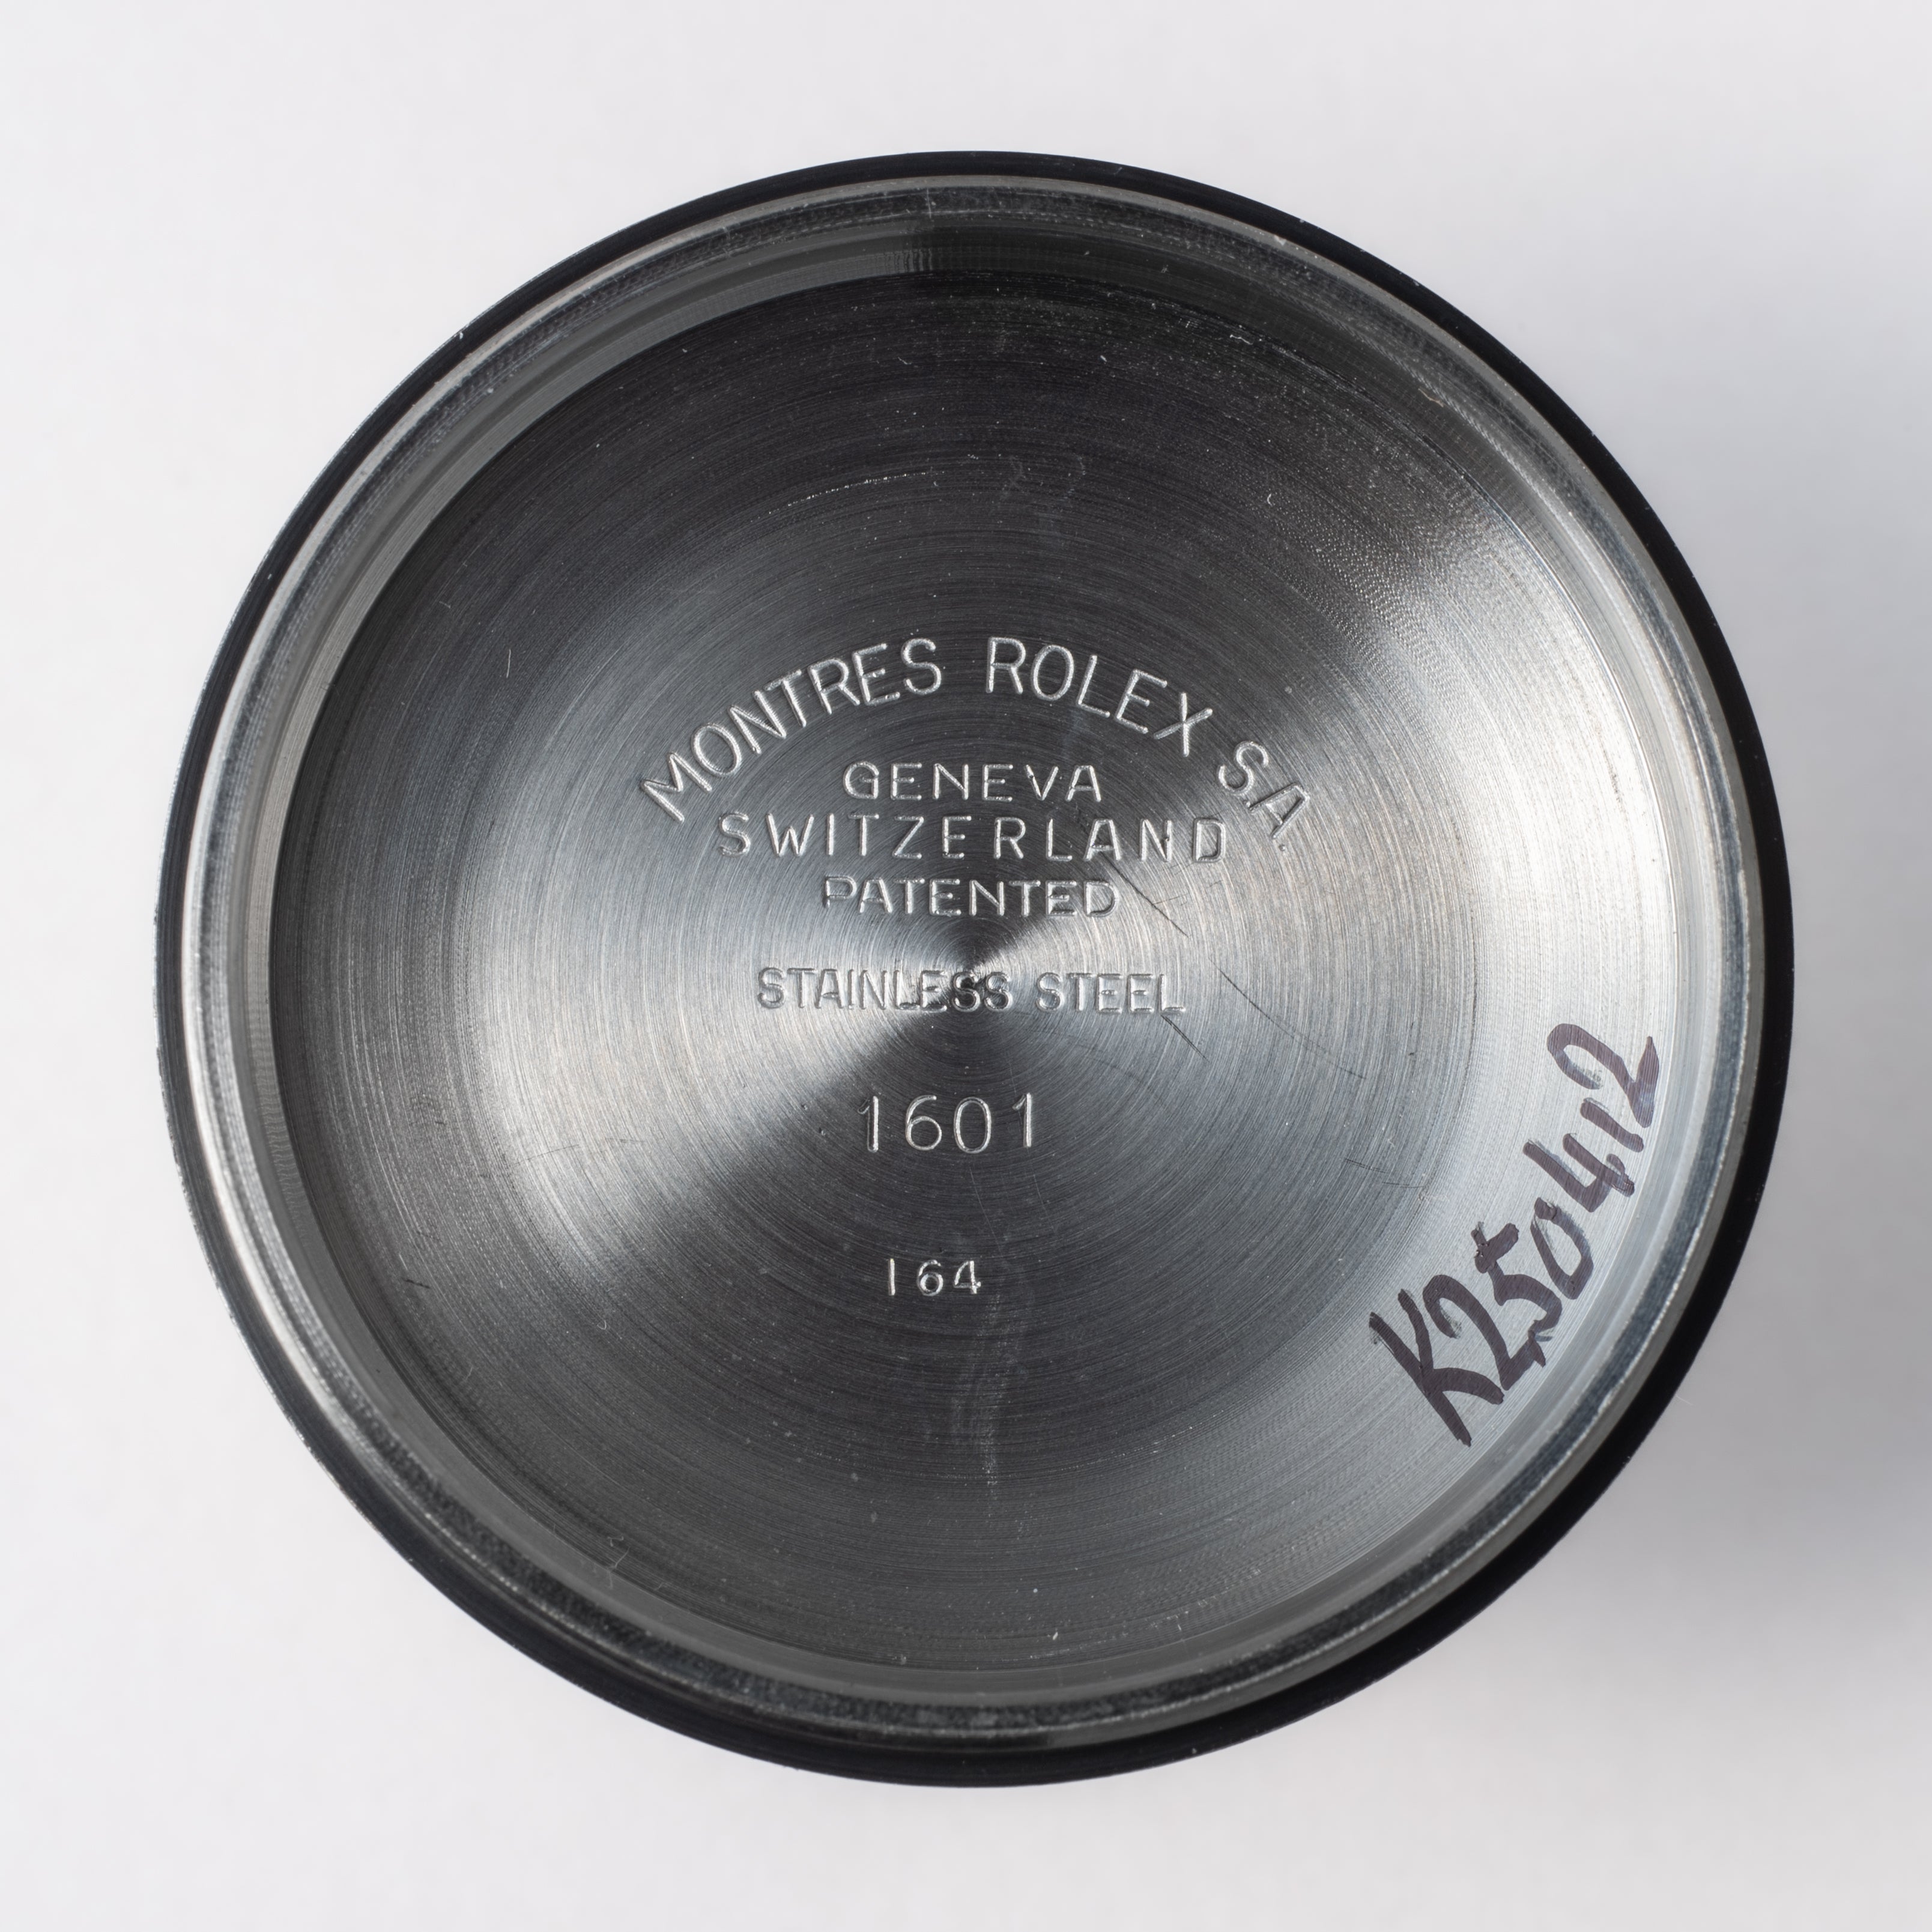 MONTRES ROLEX S.A.
GENEVA
SWITZERLAND
PATENTED
STAINLESS STEEL
1601
164
K250412